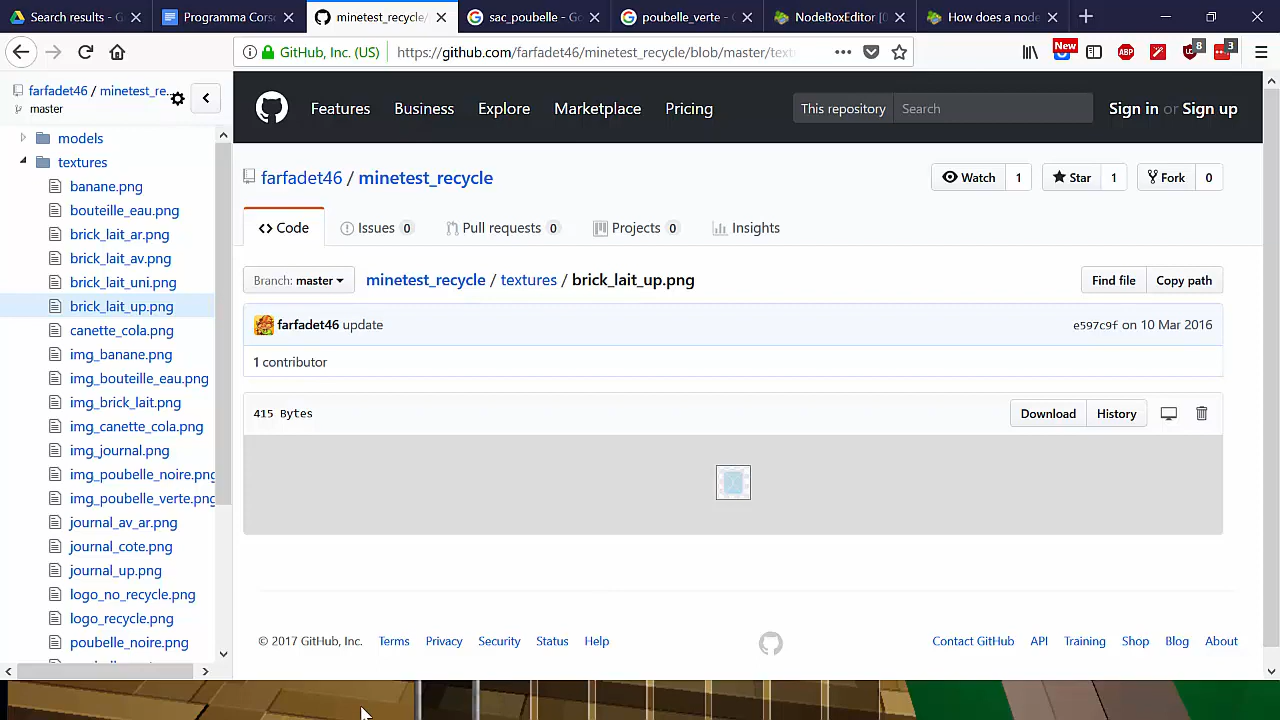 Search results - G
Programma Cors
minetest_recycle/
sac_poubelle - Go
poubelle_verte - G
NodeBoxEditor [0
How does a node
GitHub, Inc. (US)
https://github.com/farfadet46/minetest_recycle/blob/master/text
New
ABP
8
3
farfadet46 / minetest_re...
master
models
textures
banane.png
bouteille_eau.png
brick_lait_ar.png
brick_lait_av.png
brick_lait_uni.png
brick_lait_up.png
canette_cola.png
img_banane.png
img_bouteille_eau.png
img_brick_lait.png
img_canette_cola.png
img_journal.png
img_poubelle_noire.png
img_poubelle_verte.png
journal_av_ar.png
journal_cote.png
journal_up.png
logo_no_recycle.png
logo_recycle.png
poubelle_noire.png
Features Business Explore Marketplace Pricing
This repository Search
Sign in or Sign up
farfadet46 / minetest_recycle
Watch 1 Star 1 Fork 0
Code Issues 0 Pull requests 0 Projects 0 Insights
Branch: master minetest_recycle / textures / brick_lait_up.png Find file Copy path
farfadet46 update e597c9f on 10 Mar 2016
1 contributor
415 Bytes Download History
© 2017 GitHub, Inc. Terms Privacy Security Status Help Contact GitHub API Training Shop Blog About